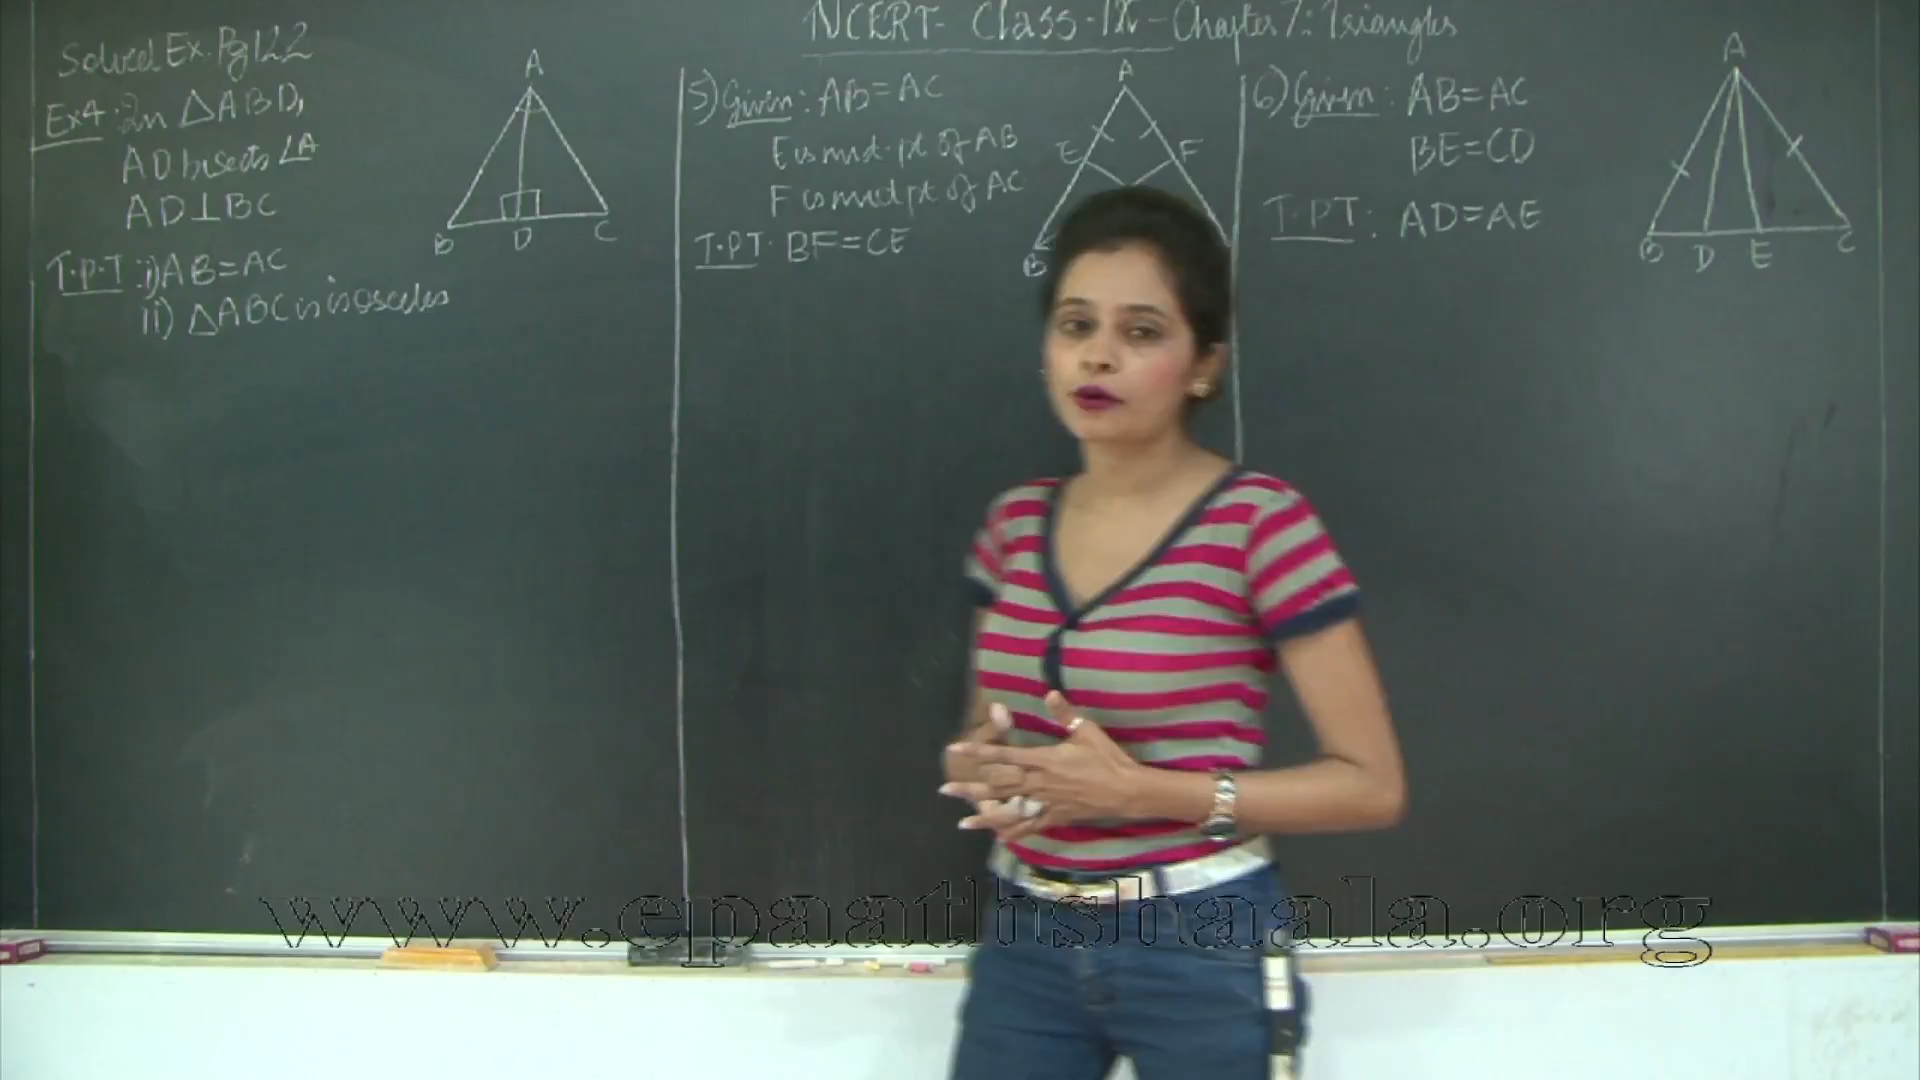 NCERT- Class-IX - Chapter 7: Triangles
Solved Ex. Pg 122
Ex4: In △ABD,
AD bisects ∠A
AD⊥BC
T.P.T: i) AB=AC
ii) △ABC is isosceles
A
B D C
5) Given: AB=AC
E is mid-pt of AB
F is mid pt of AC
T.P.T. BF=CE
A
E F
B
6) Given: AB=AC
BE=CD
T.P.T: AD=AE
A
B D E C
www.epaathshaala.org